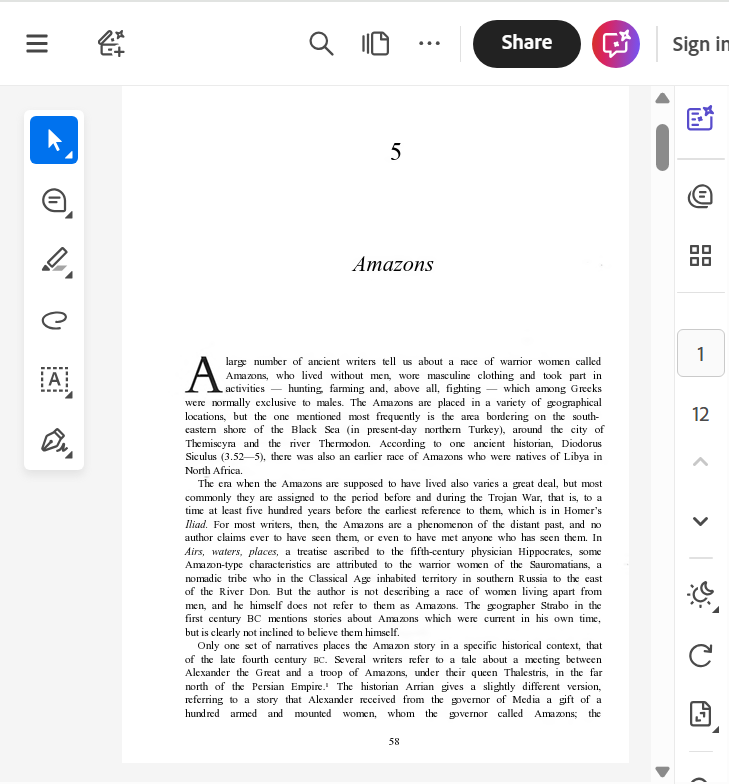 Share
Sign in
5
Amazons
A large number of ancient writers tell us about a race of warrior women called
Amazons, who lived without men, wore masculine clothing and took part in
activities — hunting, farming and, above all, fighting — which among Greeks
were normally exclusive to males. The Amazons are placed in a variety of geographical
locations, but the one mentioned most frequently is the area bordering on the south-
eastern shore of the Black Sea (in present-day northern Turkey), around the city of
Themiscyra and the river Thermodon. According to one ancient historian, Diodorus
Siculus (3.52—5), there was also an earlier race of Amazons who were natives of Libya in
North Africa.
The era when the Amazons are supposed to have lived also varies a great deal, but most
commonly they are assigned to the period before and during the Trojan War, that is, to a
time at least five hundred years before the earliest reference to them, which is in Homer's
Iliad. For most writers, then, the Amazons are a phenomenon of the distant past, and no
author claims ever to have seen them, or even to have met anyone who has seen them. In
Airs, waters, places, a treatise ascribed to the fifth-century physician Hippocrates, some
Amazon-type characteristics are attributed to the warrior women of the Sauromatians, a
nomadic tribe who in the Classical Age inhabited territory in southern Russia to the east
of the River Don. But the author is not describing a race of women living apart from
men, and he himself does not refer to them as Amazons. The geographer Strabo in the
first century BC mentions stories about Amazons which were current in his own time,
but is clearly not inclined to believe them himself.
Only one set of narratives places the Amazon story in a specific historical context, that
of the late fourth century BC. Several writers refer to a tale about a meeting between
Alexander the Great and a troop of Amazons, under their queen Thalestris, in the far
north of the Persian Empire.¹ The historian Arrian gives a slightly different version,
referring to a story that Alexander received from the governor of Media a gift of a
hundred armed and mounted women, whom the governor called Amazons; the
58
1
12